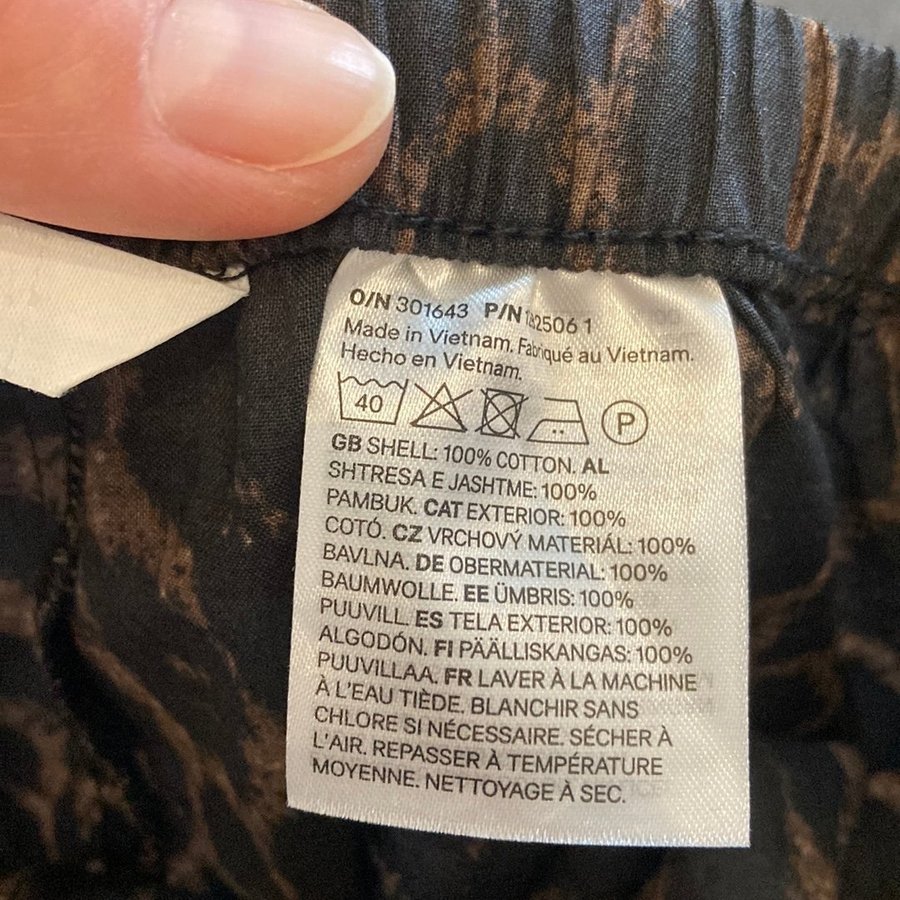 O/N 301643 P/N
Made in Vietnam. Fabriqué au Vietnam.
Hecho en Vietnam.
40 P
GB SHELL: 100% COTTON. AL
SHTRESA E JASHTME: 100%
PAMBUK. CAT EXTERIOR: 100%
COTÓ. CZ VRCHOVÝ MATERIÁL: 100%
BAVLNA. DE OBERMATERIAL: 100%
BAUMWOLLE. EE ÜMBRIS: 100%
PUUVILL. ES TELA EXTERIOR: 100%
ALGODÓN. FI PÄÄLLISKANGAS: 100%
PUUVILLAA. FR LAVER À LA MACHINE
À L'EAU TIÈDE. BLANCHIR SANS
CHLORE SI NÉCESSAIRE. SÉCHER À
L'AIR. REPASSER À TEMPÉRATURE
MOYENNE. NETTOYAGE À SEC.